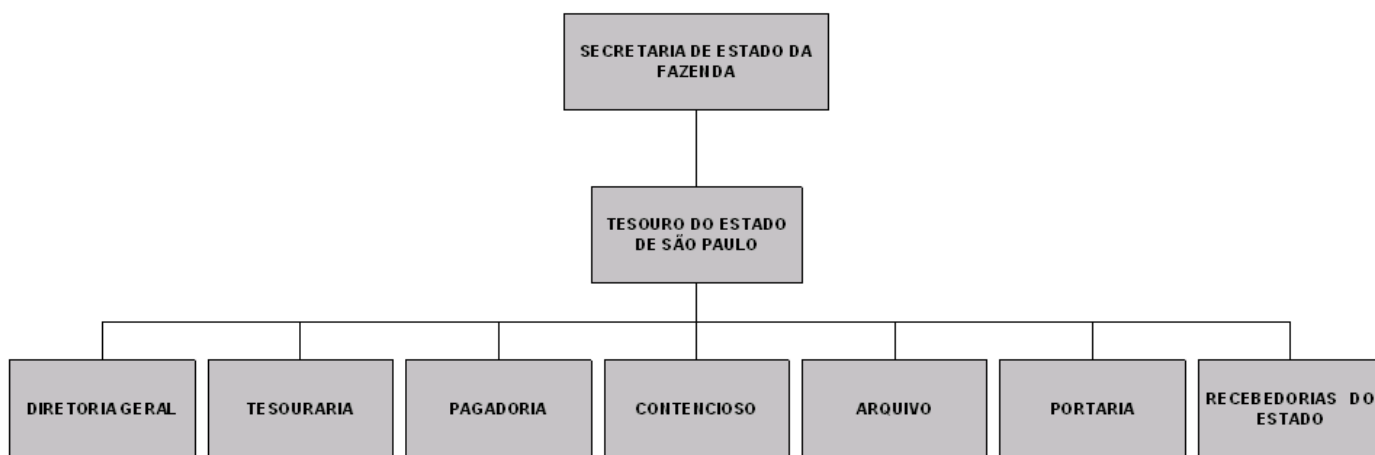 SECRETARIA DE ESTADO DA
FAZENDA
TESOURO DO ESTADO
DE SÃO PAULO
DIRETORIA GERAL
TESOURARIA
PAGADORIA
CONTENCIOSO
ARQUIVO
PORTARIA
RECEBEDORIAS DO
ESTADO